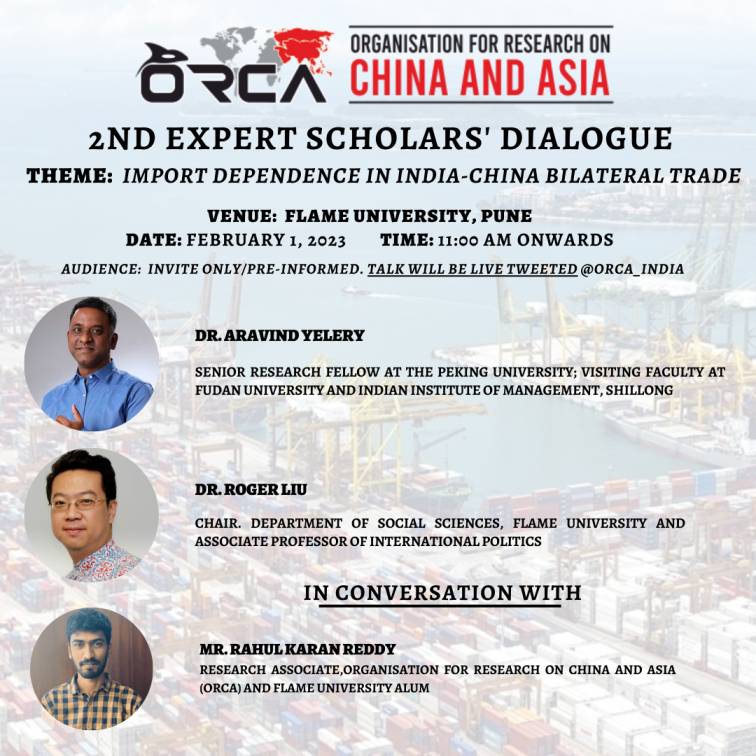 ORCA
ORGANISATION FOR RESEARCH ON
CHINA AND ASIA
2ND EXPERT SCHOLARS' DIALOGUE
THEME: IMPORT DEPENDENCE IN INDIA-CHINA BILATERAL TRADE
VENUE: FLAME UNIVERSITY, PUNE
DATE: FEBRUARY 1, 2023 TIME: 11:00 AM ONWARDS
AUDIENCE: INVITE ONLY/PRE-INFORMED. TALK WILL BE LIVE TWEETED @ORCA_INDIA
DR. ARAVIND YELERY
SENIOR RESEARCH FELLOW AT THE PEKING UNIVERSITY; VISITING FACULTY AT
FUDAN UNIVERSITY AND INDIAN INSTITUTE OF MANAGEMENT, SHILLONG
DR. ROGER LIU
CHAIR. DEPARTMENT OF SOCIAL SCIENCES, FLAME UNIVERSITY AND
ASSOCIATE PROFESSOR OF INTERNATIONAL POLITICS
IN CONVERSATION WITH
MR. RAHUL KARAN REDDY
RESEARCH ASSOCIATE,ORGANISATION FOR RESEARCH ON CHINA AND ASIA
(ORCA) AND FLAME UNIVERSITY ALUM